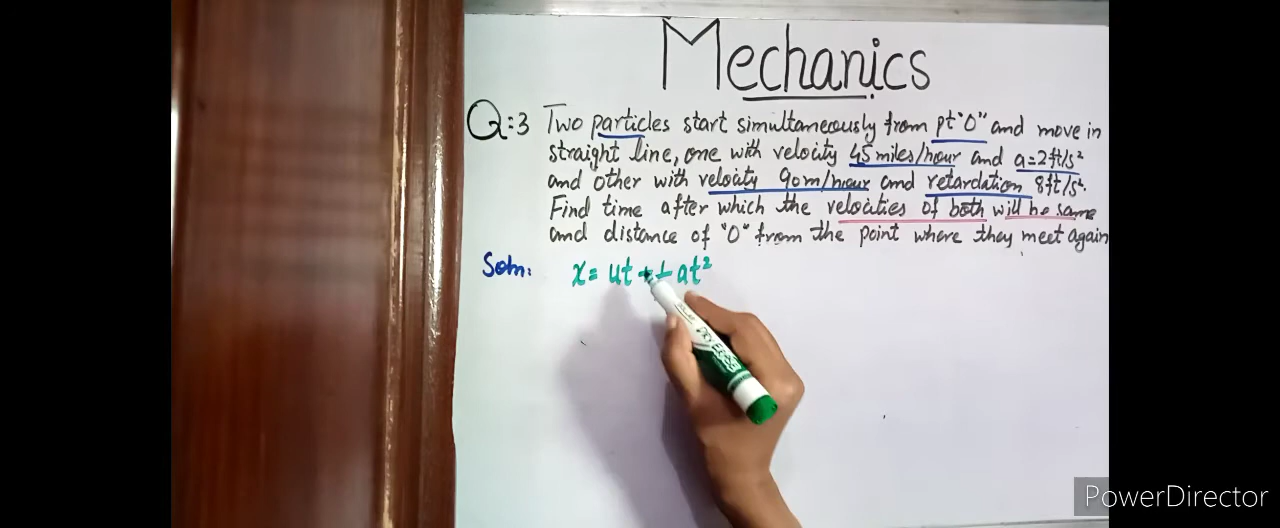 Mechanics
Q:3 Two particles start simultaneously from pt "O" and move in
straight line, one with velocity 45 miles/hour and a=2ft/s²
and other with velocity 90m/hour and retardation 8ft/s².
Find time after which the velocities of both will be same
and distance of "O" from the point where they meet again
Soln: x = ut + at²
PowerDirector